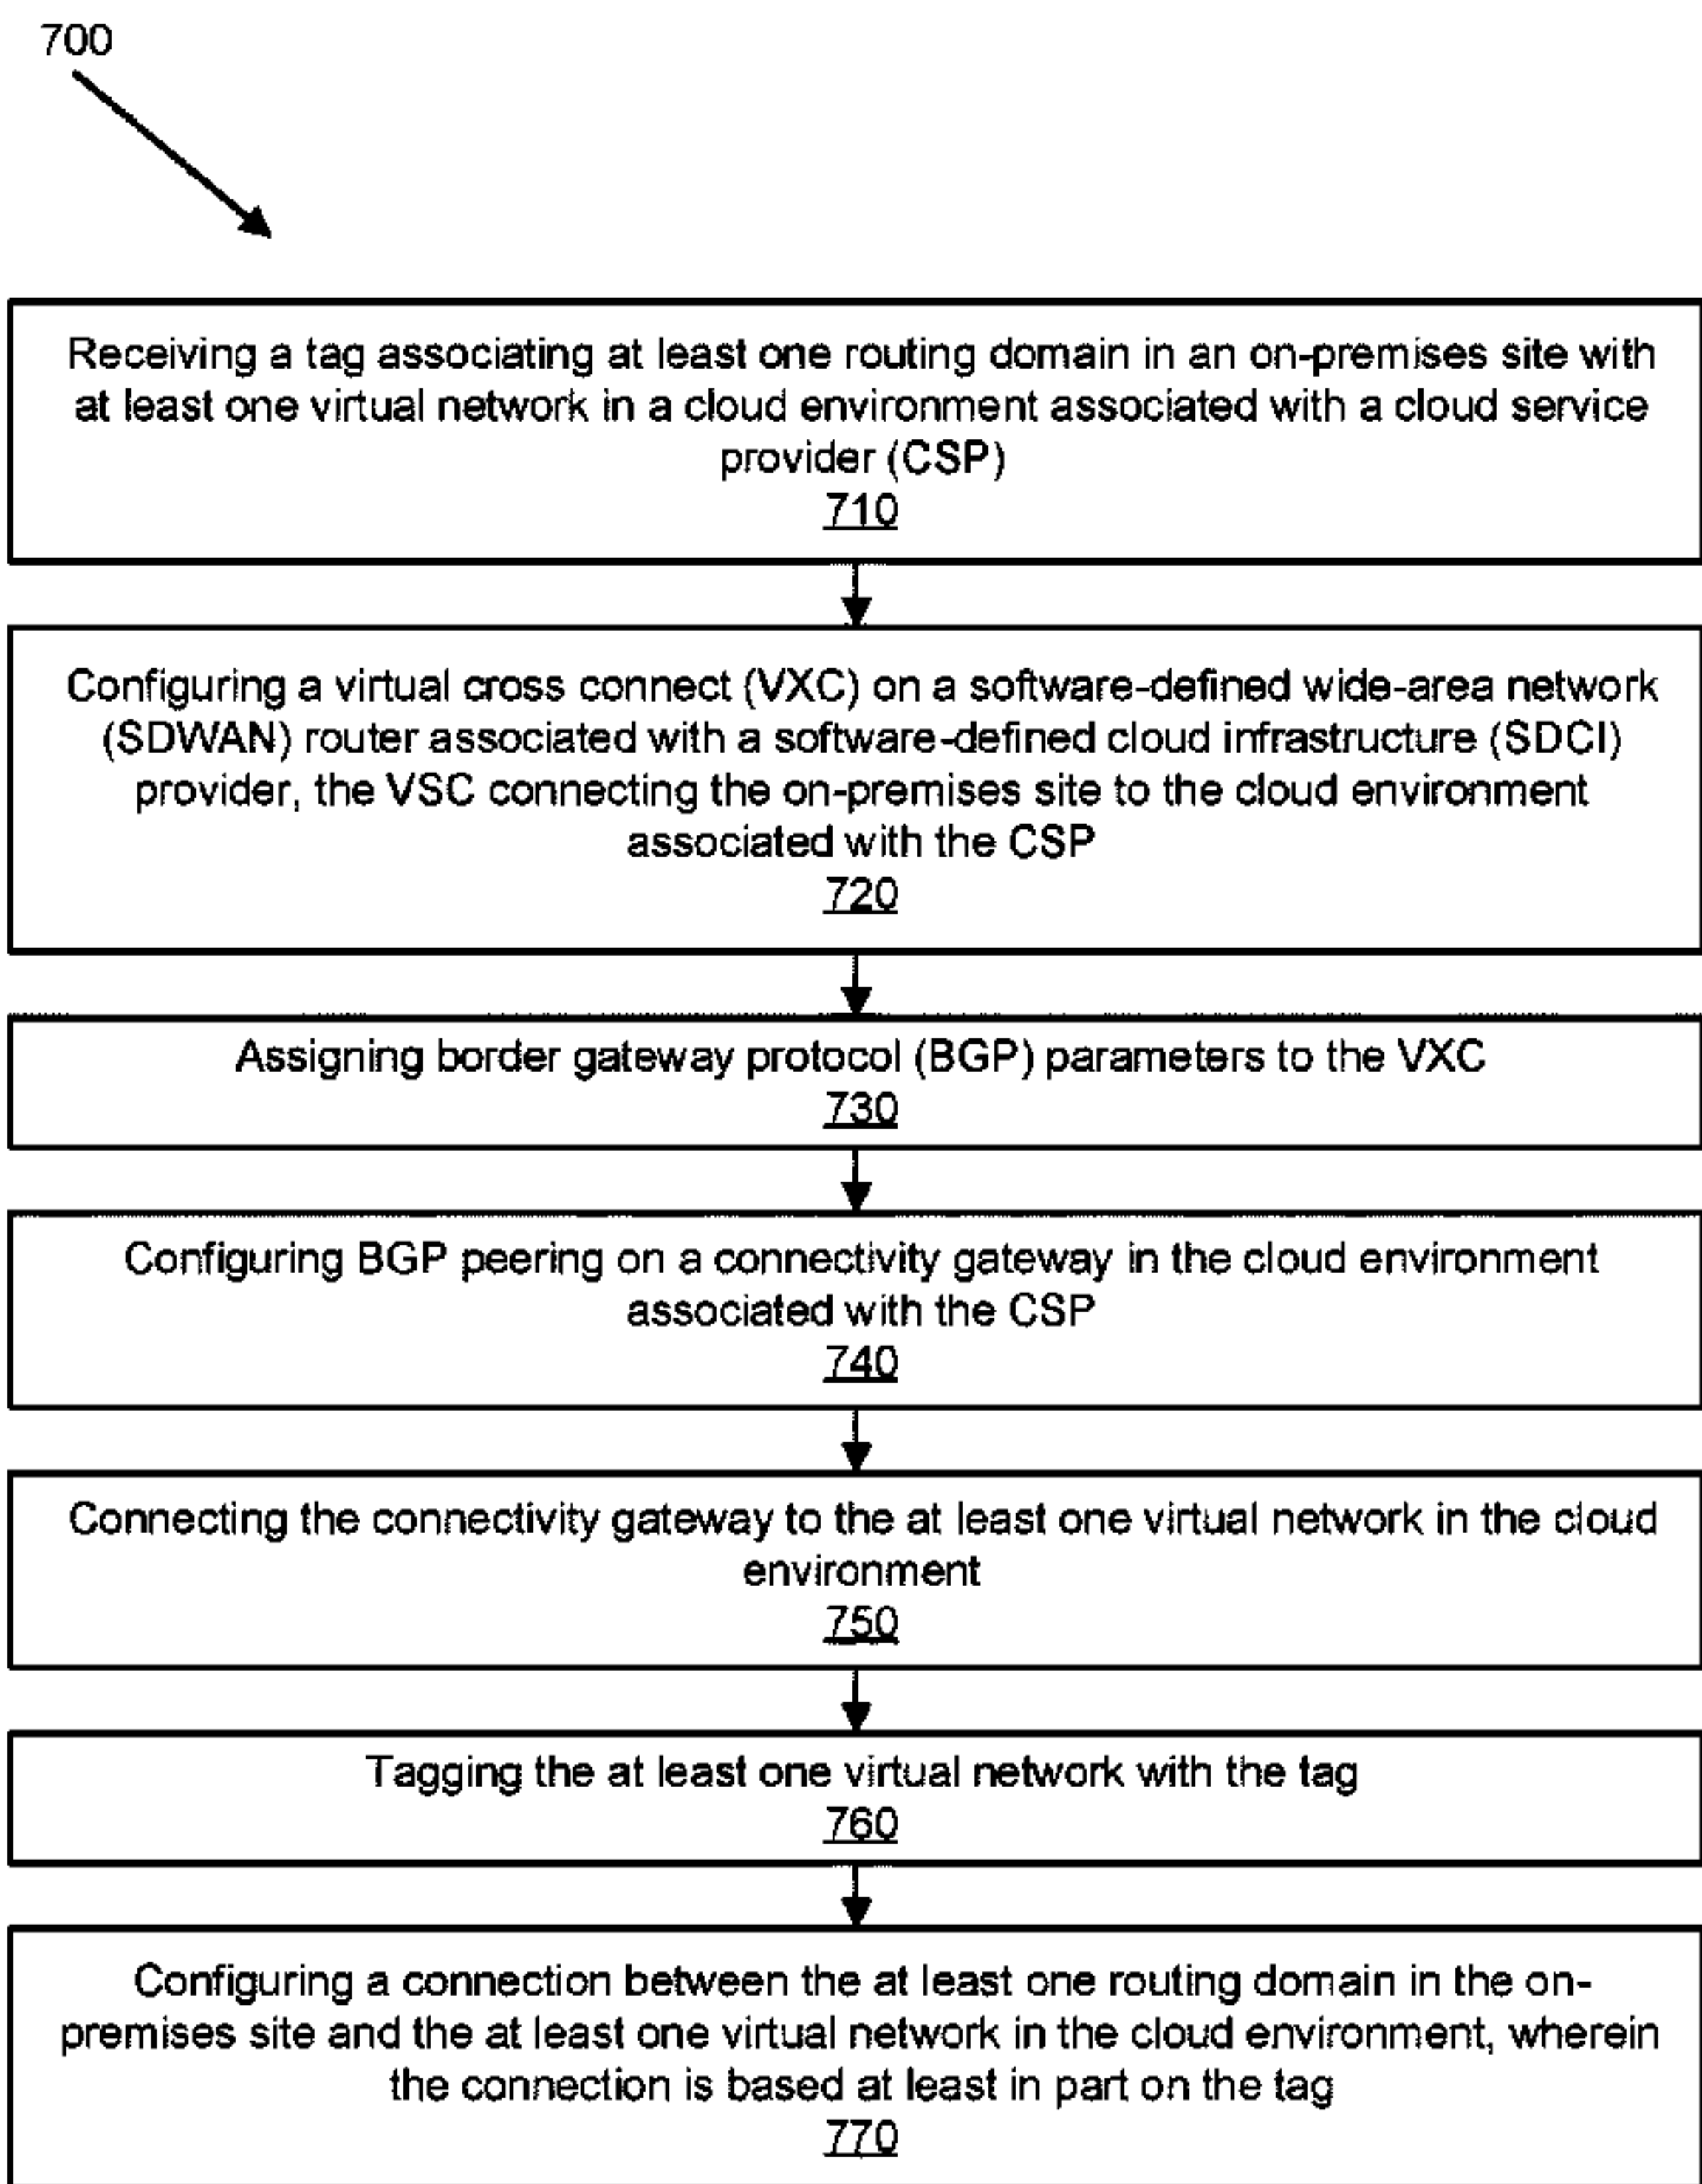 700
Receiving a tag associating at least one routing domain in an on-premises site with
at least one virtual network in a cloud environment associated with a cloud service
provider (CSP)
710
Configuring a virtual cross connect (VXC) on a software-defined wide-area network
(SDWAN) router associated with a software-defined cloud infrastructure (SDCI)
provider, the VSC connecting the on-premises site to the cloud environment
associated with the CSP
720
Assigning border gateway protocol (BGP) parameters to the VXC
730
Configuring BGP peering on a connectivity gateway in the cloud environment
associated with the CSP
740
Connecting the connectivity gateway to the at least one virtual network in the cloud
environment
750
Tagging the at least one virtual network with the tag
760
Configuring a connection between the at least one routing domain in the on-
premises site and the at least one virtual network in the cloud environment, wherein
the connection is based at least in part on the tag
770